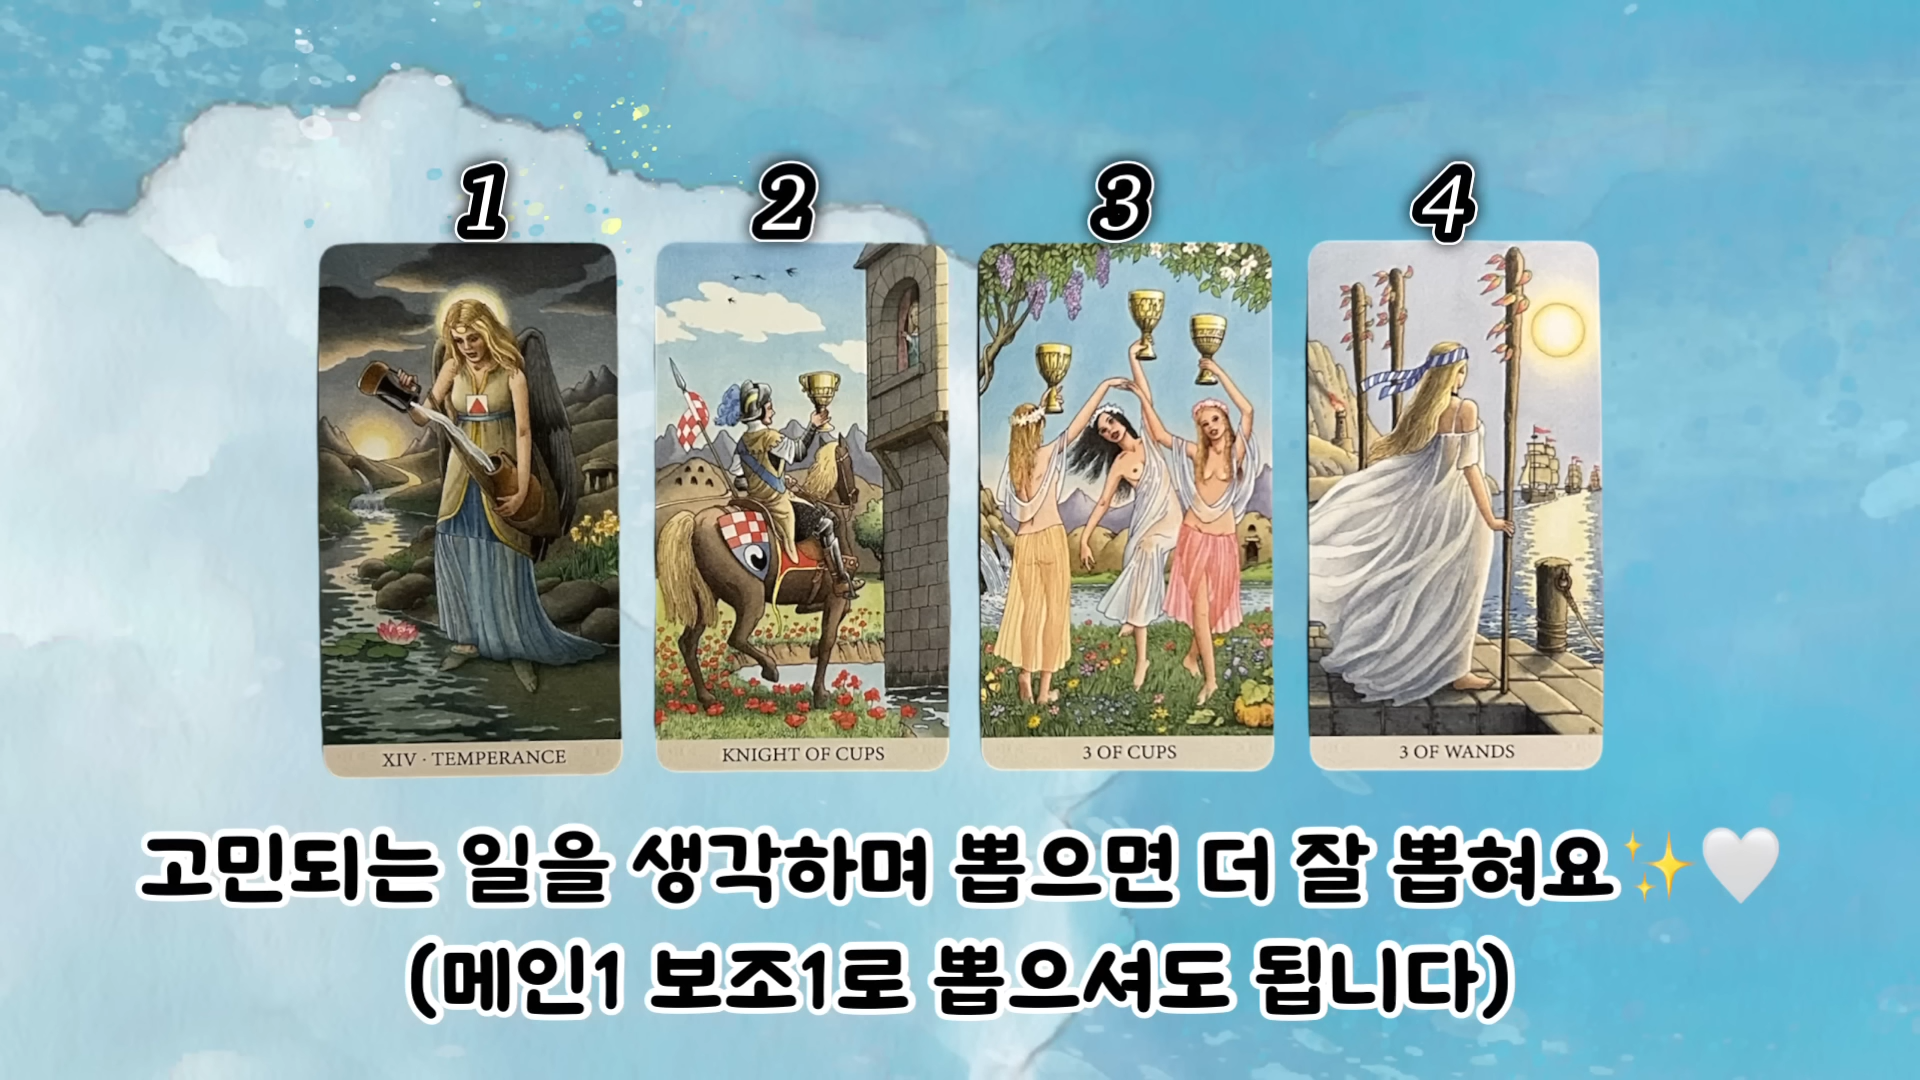 1 2 3 4
XIV · TEMPERANCE KNIGHT OF CUPS 3 OF CUPS 3 OF WANDS
고민되는 일을 생각하며 뽑으면 더 잘 뽑혀요✨🤍
(메인1 보조1로 뽑으셔도 됩니다)